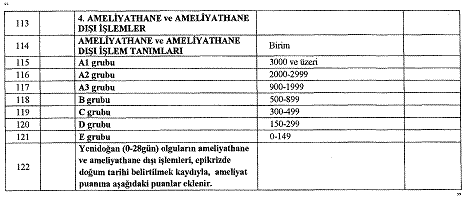 “
113 4. AMELİYATHANE ve AMELİYATHANE
DIŞI İŞLEMLER
114 AMELİYATHANE ve AMELİYATHANE
DIŞI İŞLEM TANIMLARI Birim
115 A1 grubu 3000 ve üzeri
116 A2 grubu 2000-2999
117 A3 grubu 900-1999
118 B grubu 500-899
119 C grubu 300-499
120 D grubu 150-299
121 E grubu 0-149
122 Yenidoğan (0-28gün) olguların ameliyathane
ve ameliyathane dışı işlemleri, epikrizde
doğum tarihi belirtilmek kaydıyla, ameliyat
puanına aşağıdaki puanlar eklenir.
”